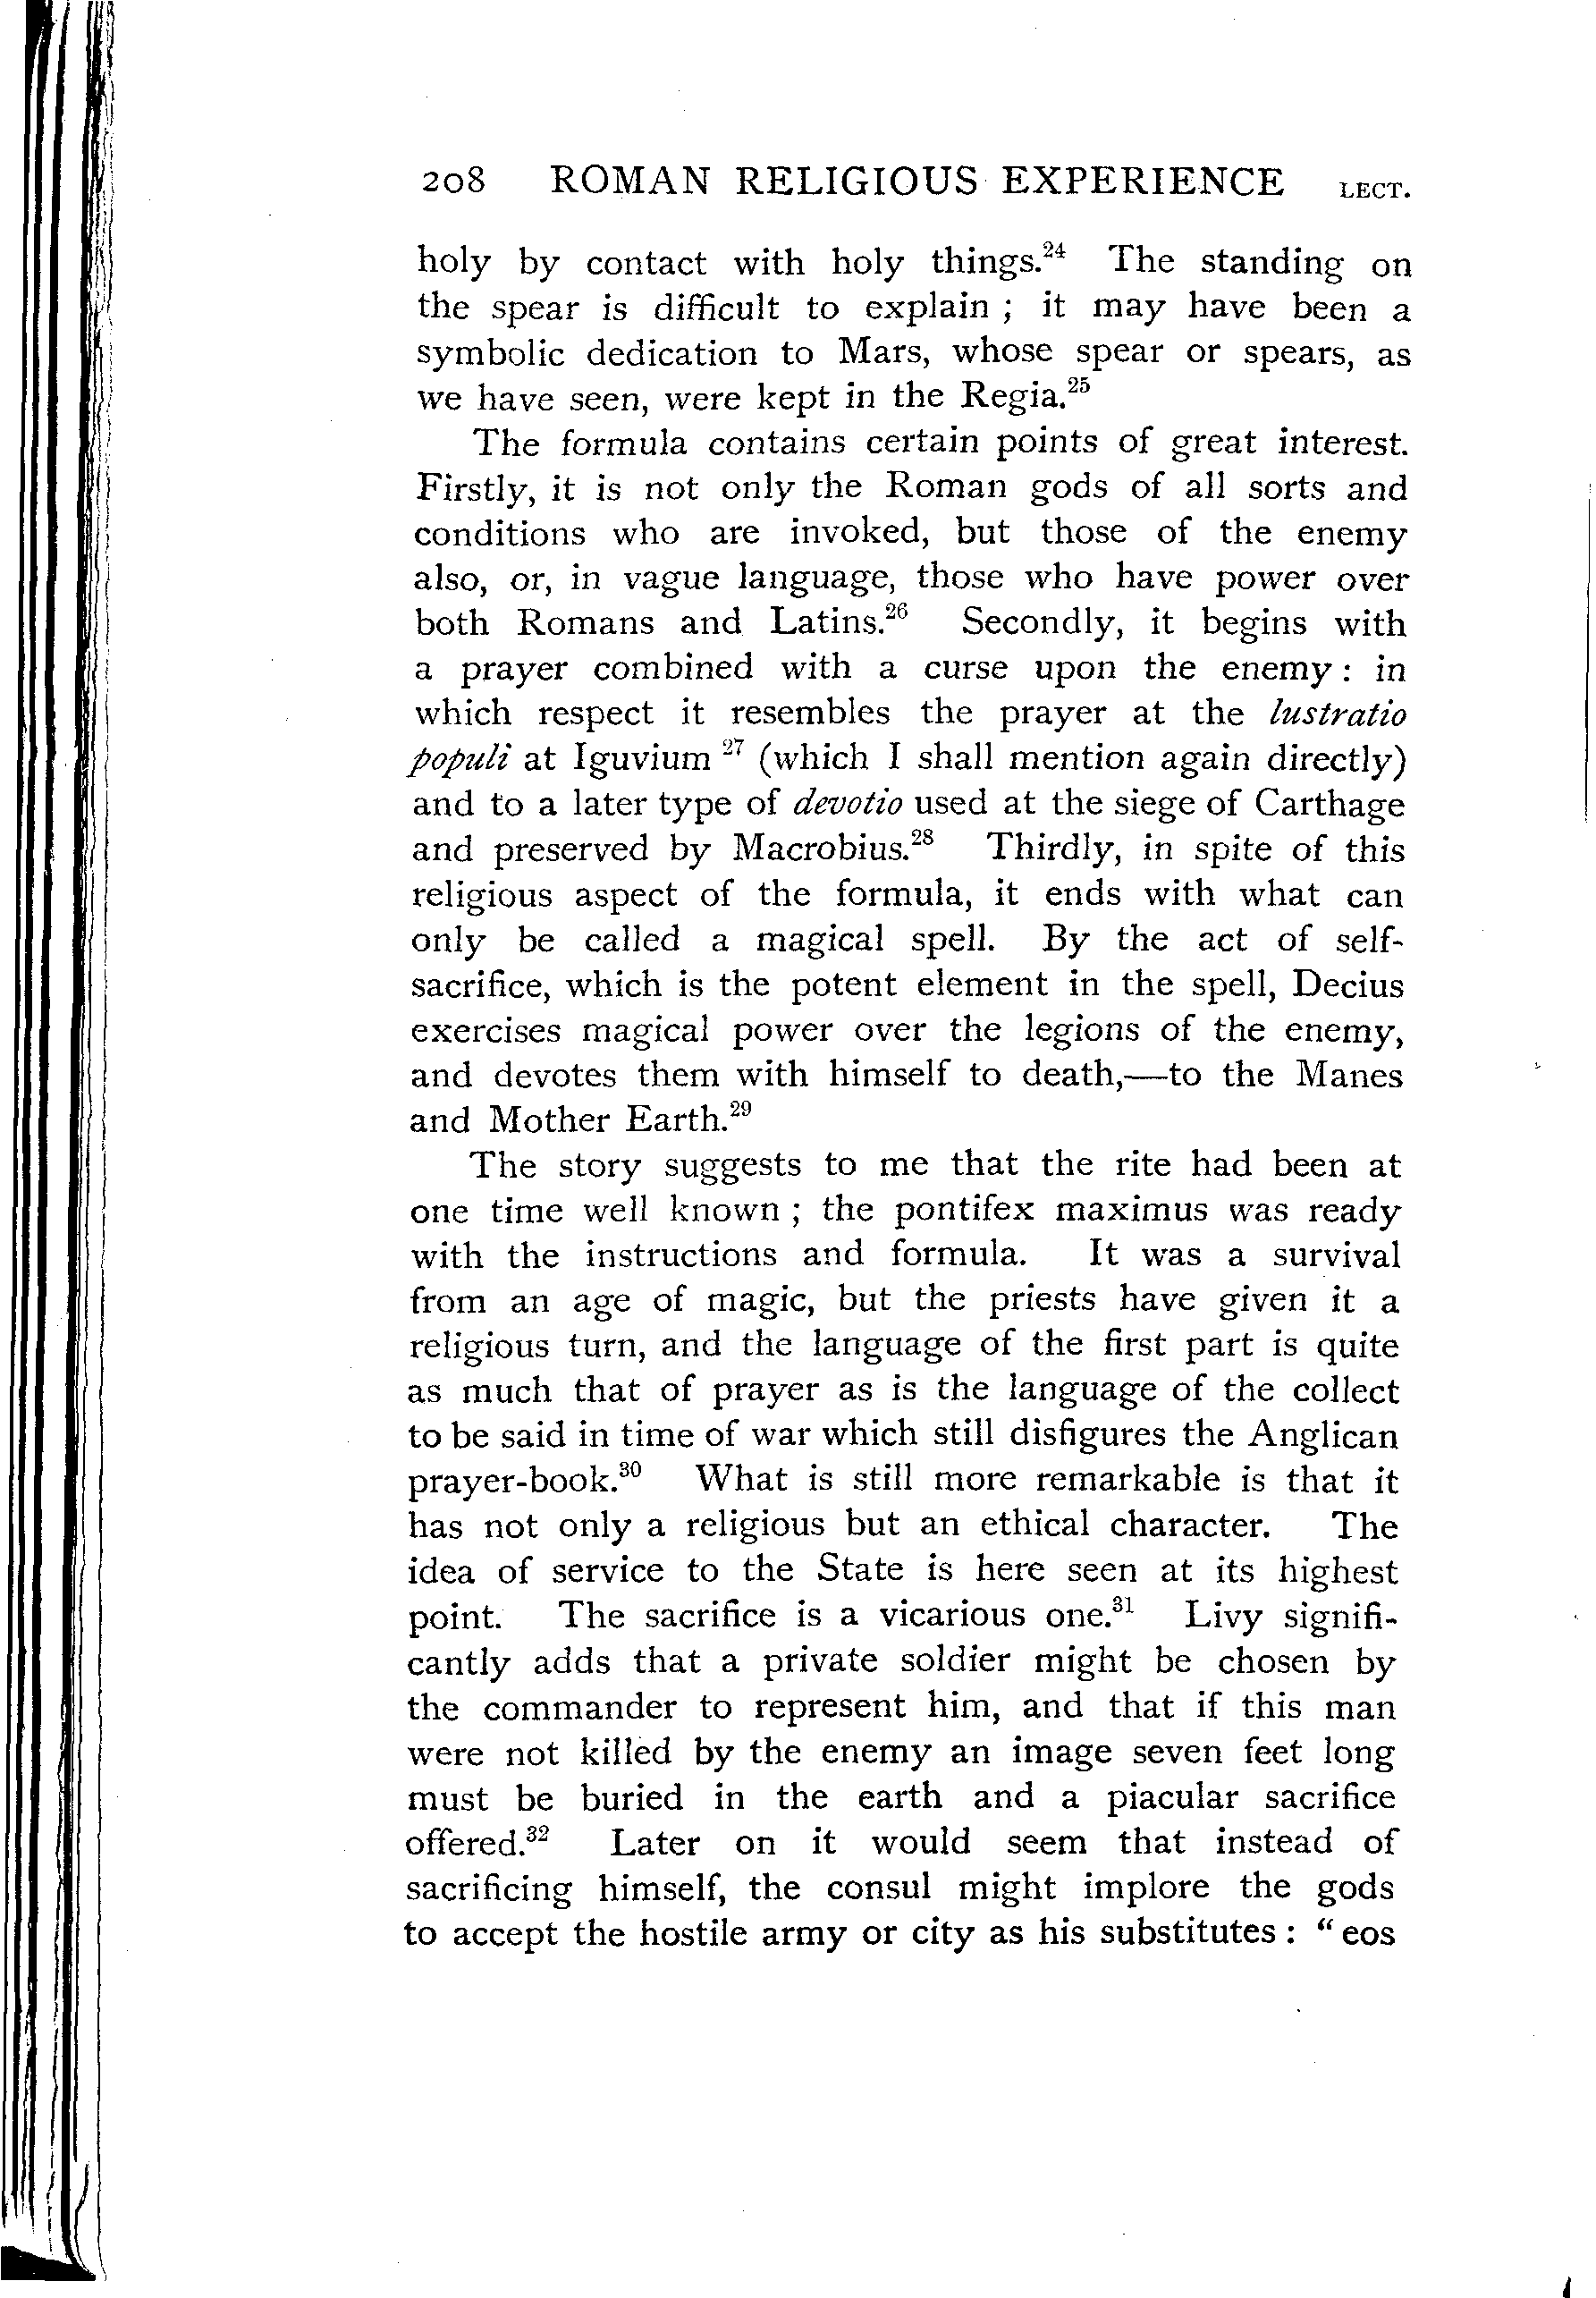 208 ROMAN RELIGIOUS EXPERIENCE LECT.
holy by contact with holy things.²⁴ The standing on
the spear is difficult to explain ; it may have been a
symbolic dedication to Mars, whose spear or spears, as
we have seen, were kept in the Regia.²⁵
The formula contains certain points of great interest.
Firstly, it is not only the Roman gods of all sorts and
conditions who are invoked, but those of the enemy
also, or, in vague language, those who have power over
both Romans and Latins.²⁶ Secondly, it begins with
a prayer combined with a curse upon the enemy : in
which respect it resembles the prayer at the lustratio
populi at Iguvium ²⁷ (which I shall mention again directly)
and to a later type of devotio used at the siege of Carthage
and preserved by Macrobius.²⁸ Thirdly, in spite of this
religious aspect of the formula, it ends with what can
only be called a magical spell. By the act of self-
sacrifice, which is the potent element in the spell, Decius
exercises magical power over the legions of the enemy,
and devotes them with himself to death,—to the Manes
and Mother Earth.²⁹
The story suggests to me that the rite had been at
one time well known ; the pontifex maximus was ready
with the instructions and formula. It was a survival
from an age of magic, but the priests have given it a
religious turn, and the language of the first part is quite
as much that of prayer as is the language of the collect
to be said in time of war which still disfigures the Anglican
prayer-book.³⁰ What is still more remarkable is that it
has not only a religious but an ethical character. The
idea of service to the State is here seen at its highest
point. The sacrifice is a vicarious one.³¹ Livy signifi-
cantly adds that a private soldier might be chosen by
the commander to represent him, and that if this man
were not killed by the enemy an image seven feet long
must be buried in the earth and a piacular sacrifice
offered.³² Later on it would seem that instead of
sacrificing himself, the consul might implore the gods
to accept the hostile army or city as his substitutes : “ eos